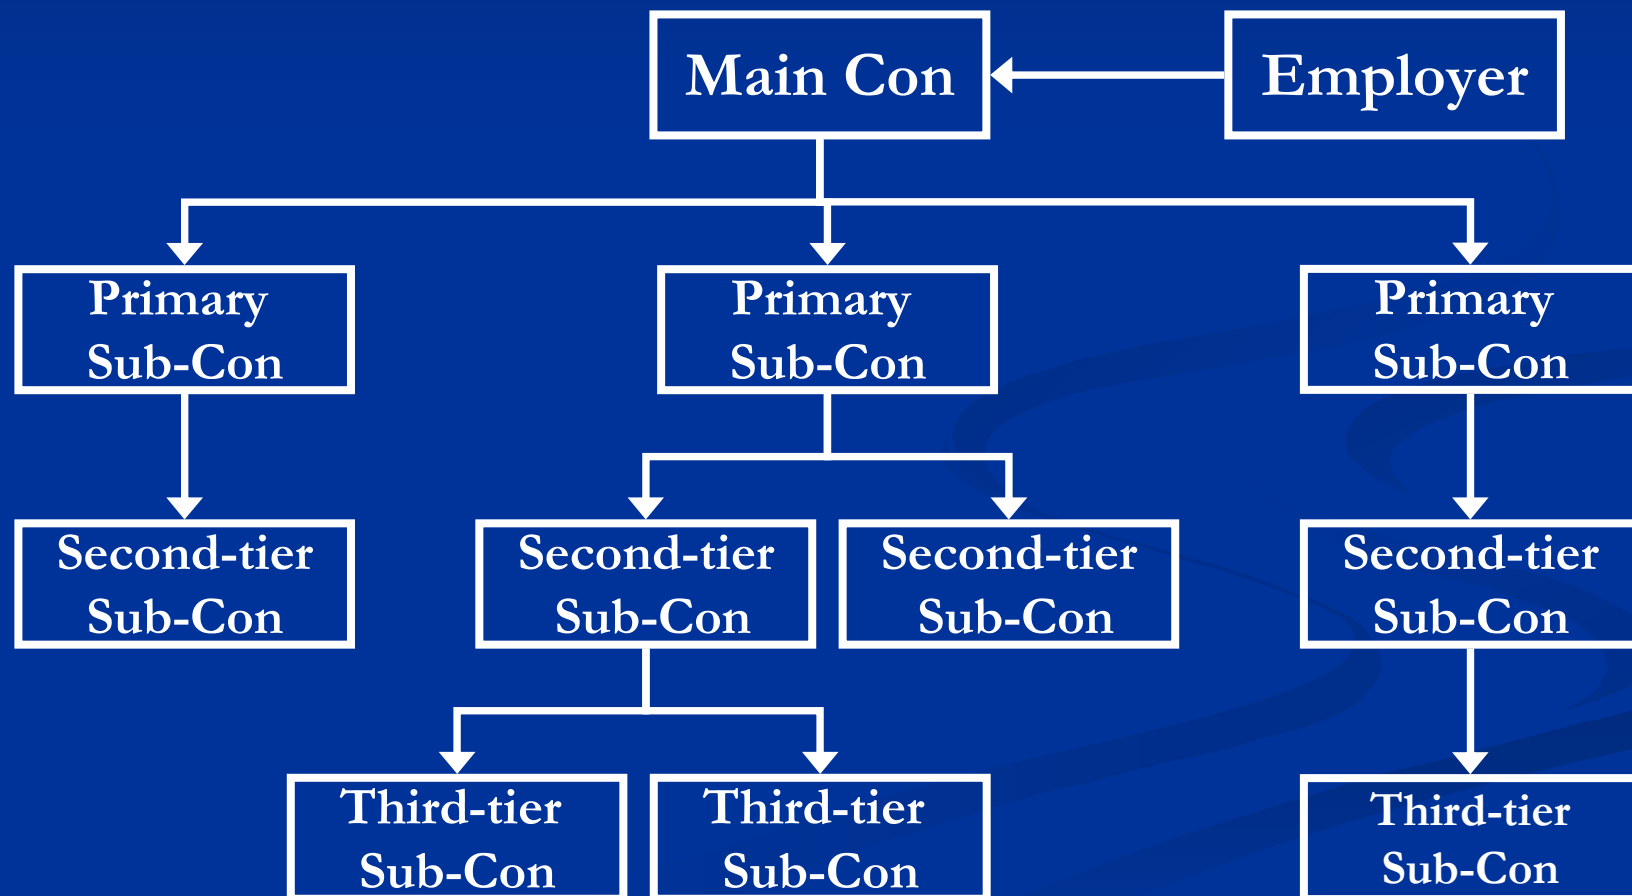 Main Con
Employer
Primary
Sub-Con
Primary
Sub-Con
Primary
Sub-Con
Second-tier
Sub-Con
Second-tier
Sub-Con
Second-tier
Sub-Con
Second-tier
Sub-Con
Third-tier
Sub-Con
Third-tier
Sub-Con
Third-tier
Sub-Con